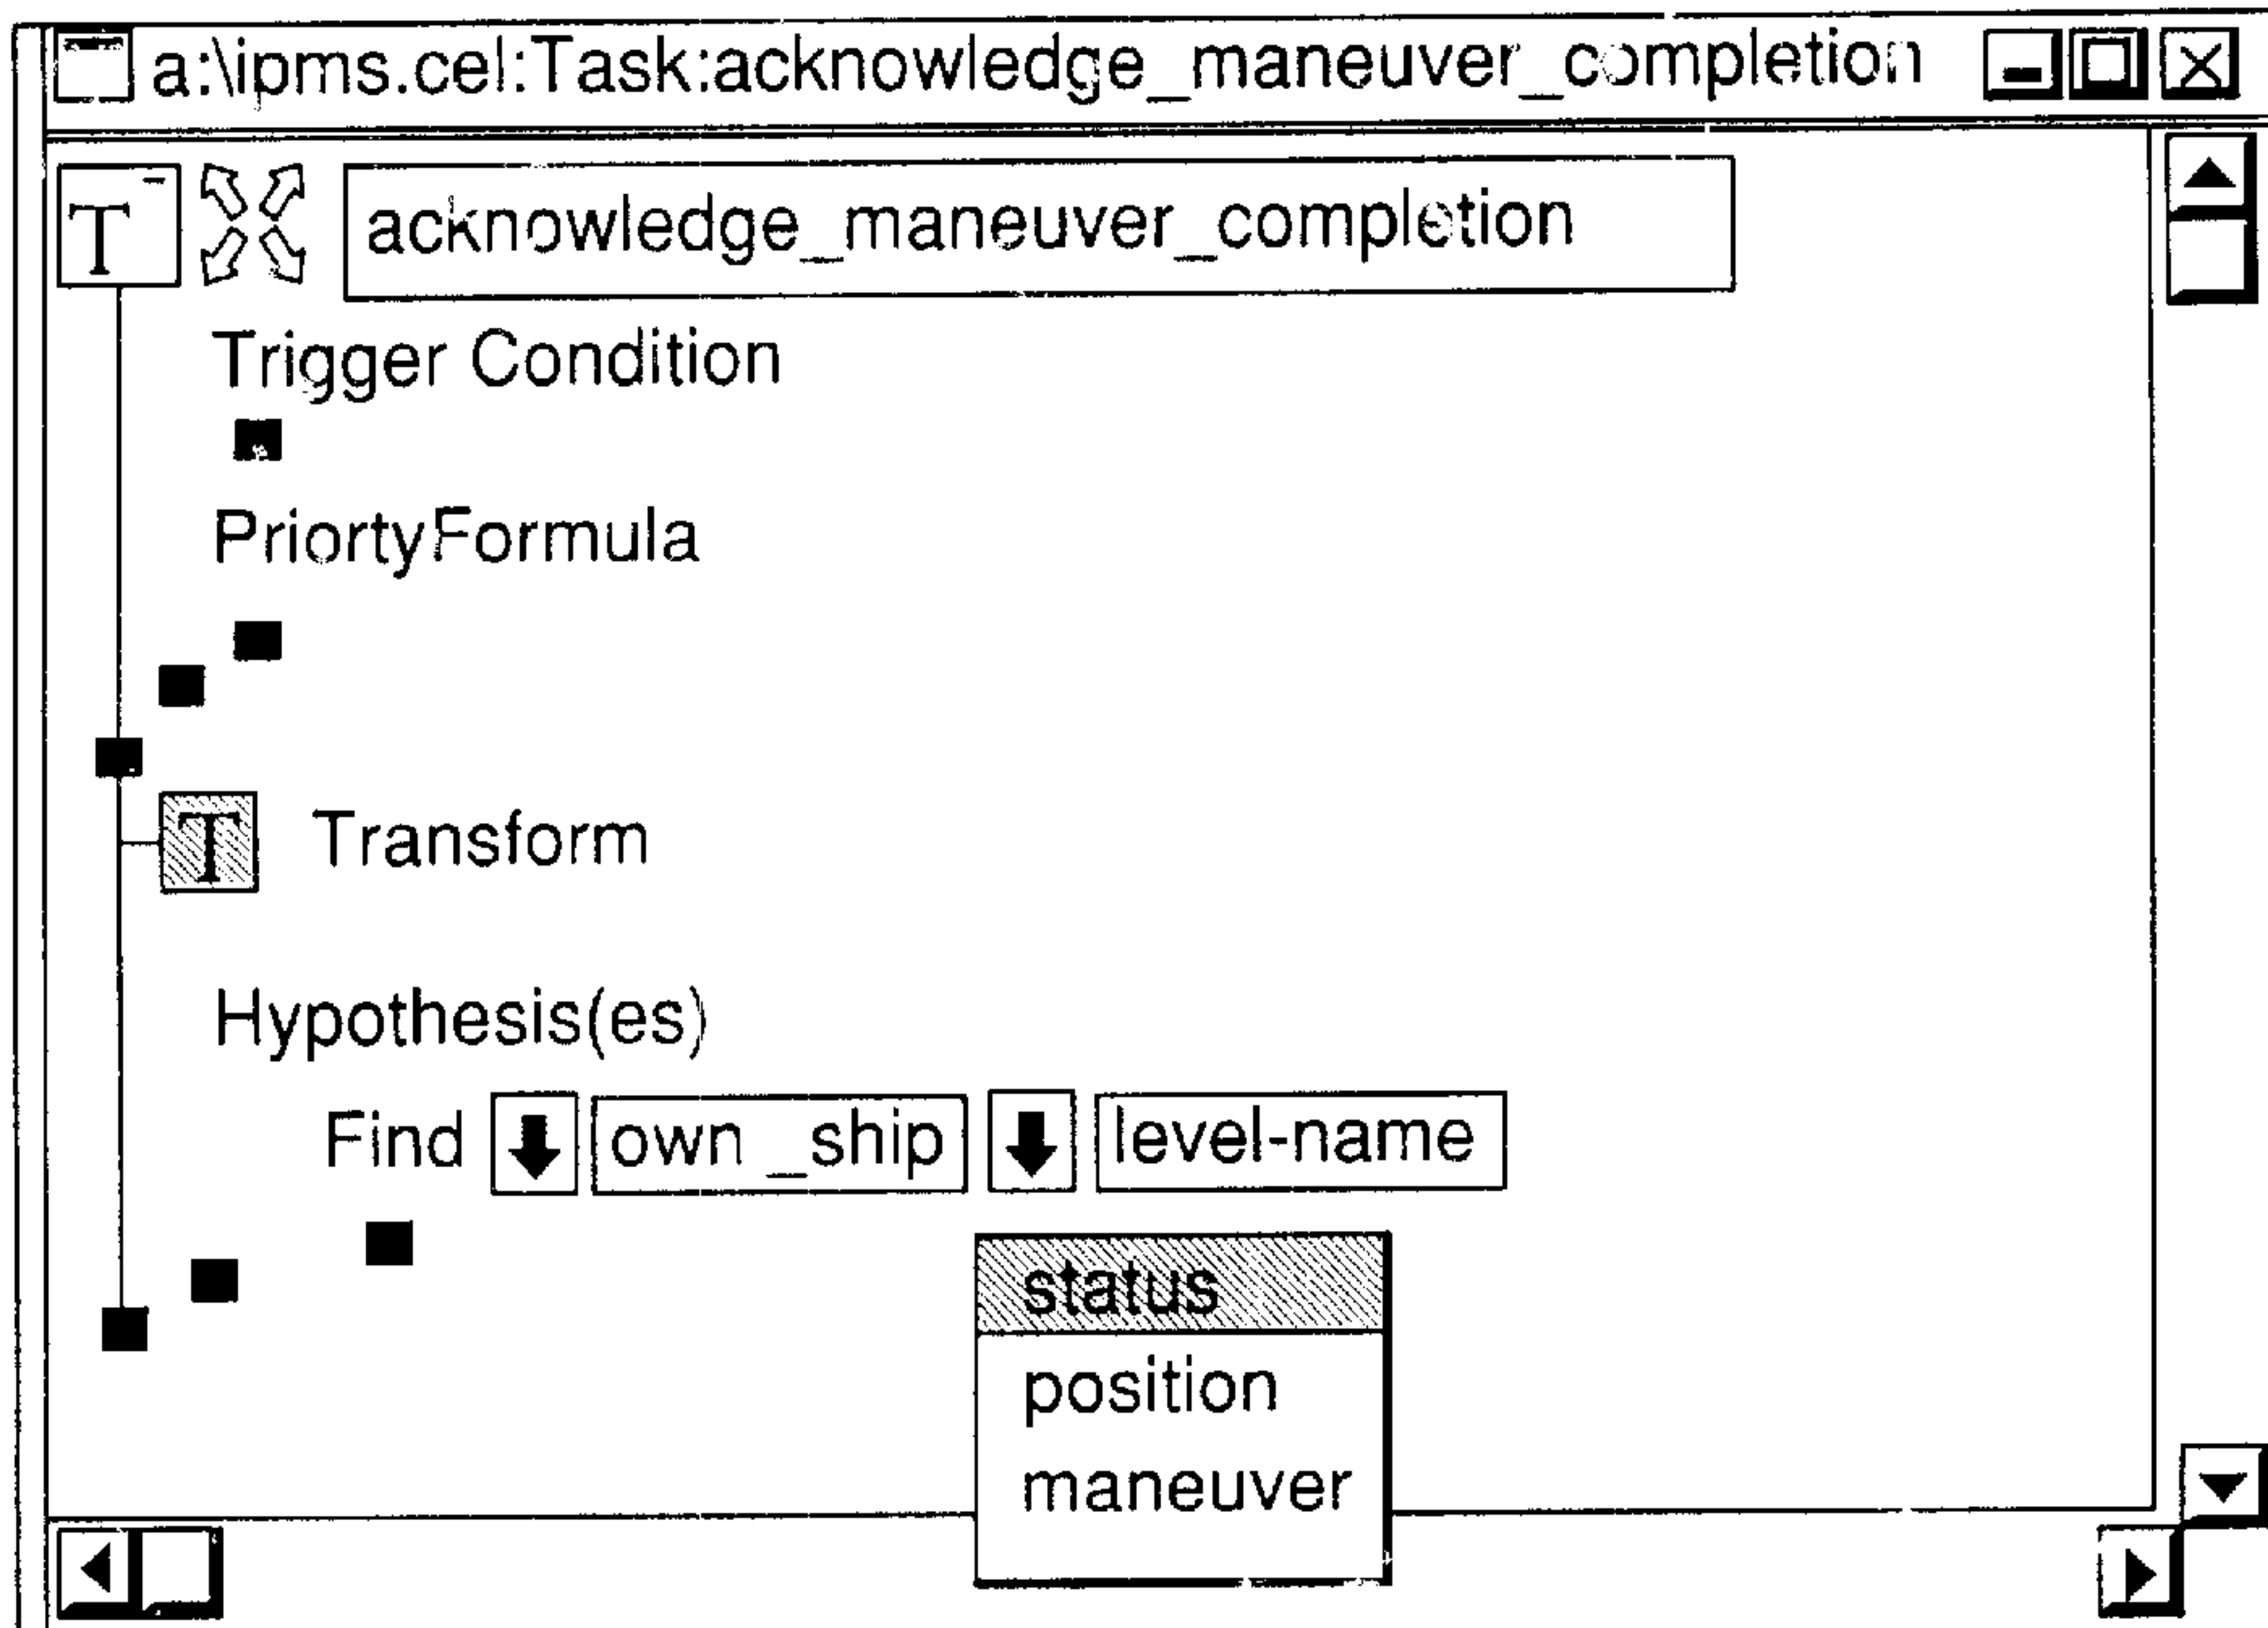 a:\ipms.cel:Task:acknowledge_maneuver_completion
T acknowledge_maneuver_completion
Trigger Condition
PriortyFormula
T Transform
Hypothesis(es)
Find own _ship level-name
status
position
maneuver